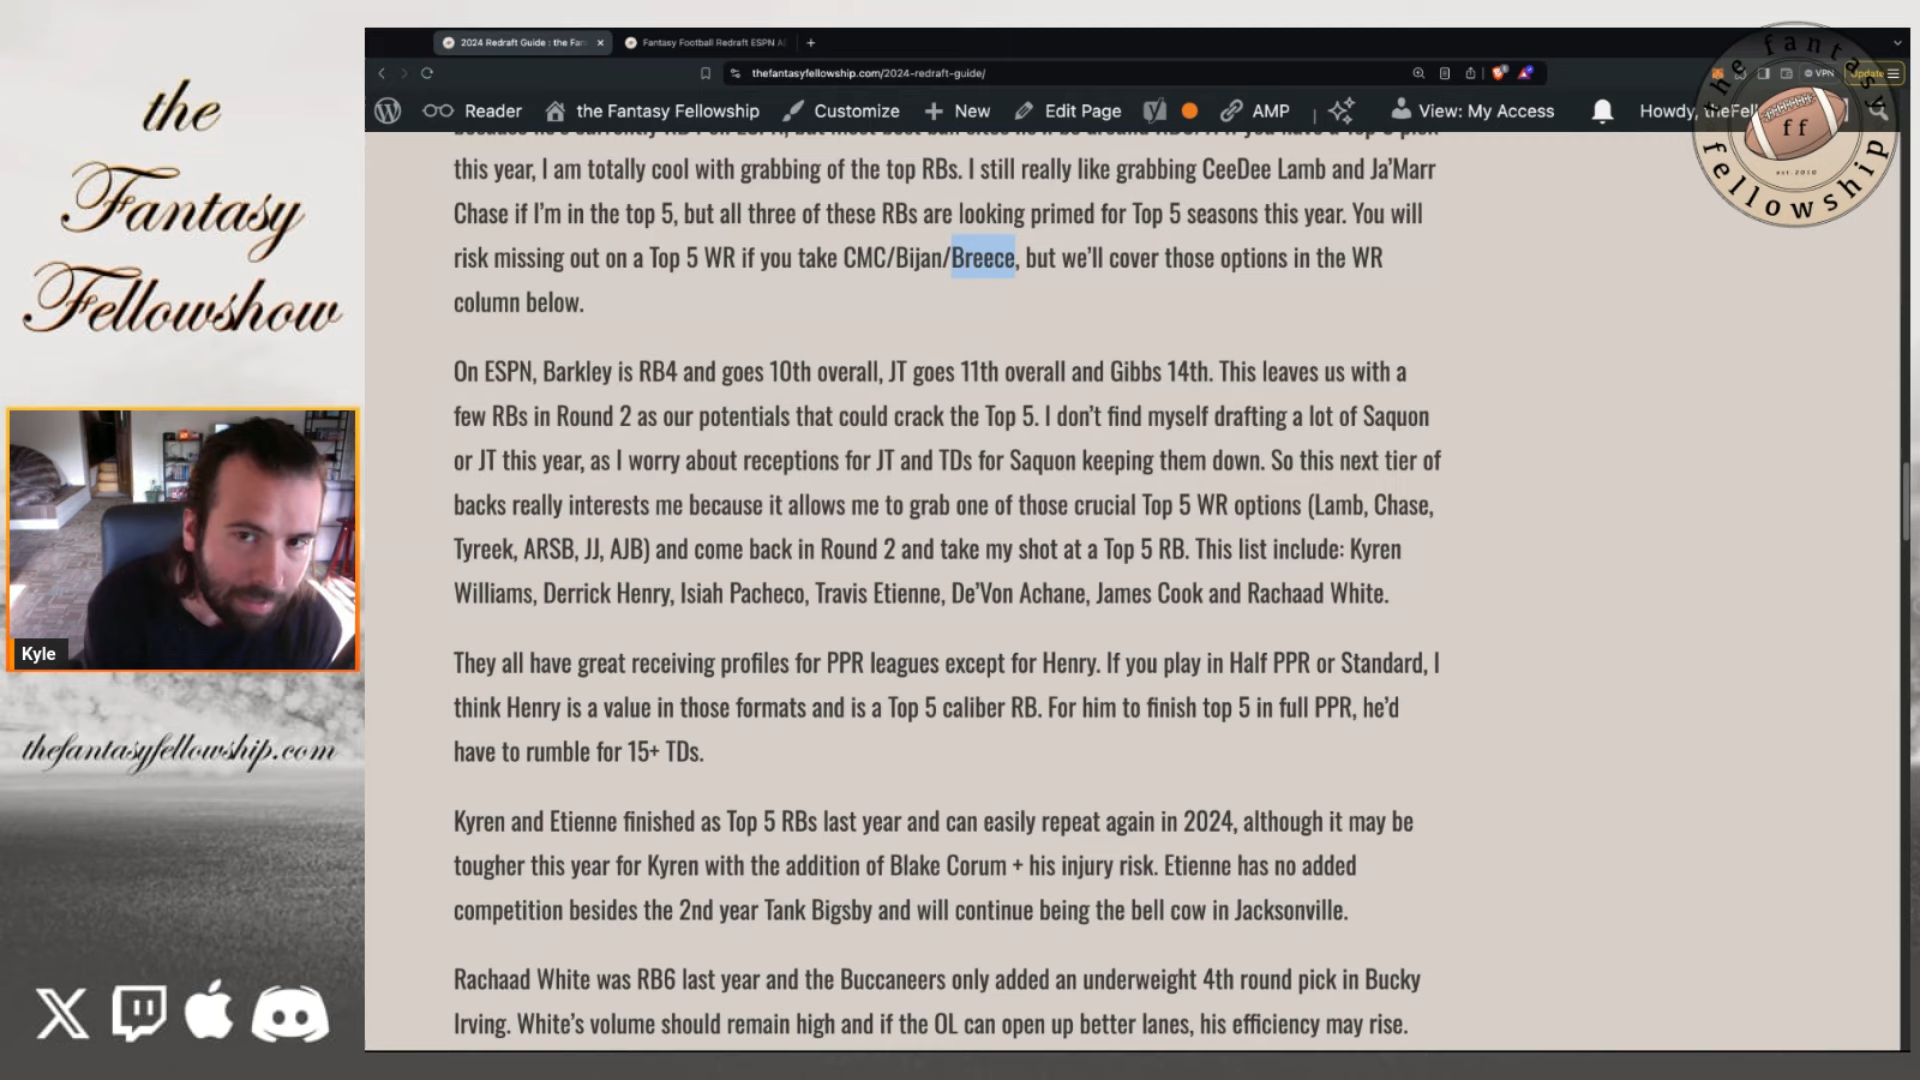 the
Fantasy
Fellowshow
Kyle
thefantasyfellowship.com
2024 Redraft Guide : the Fan
Fantasy Football Redraft ESPN A
thefantasyfellowship.com/2024-redraft-guide/
VPN
Update
Reader
the Fantasy Fellowship
Customize
New
Edit Page
AMP
View: My Access
Howdy, theFel
the fantasy fellowship
ff
est. 2010
this year, I am totally cool with grabbing of the top RBs. I still really like grabbing CeeDee Lamb and Ja’Marr
Chase if I’m in the top 5, but all three of these RBs are looking primed for Top 5 seasons this year. You will
risk missing out on a Top 5 WR if you take CMC/Bijan/Breece, but we’ll cover those options in the WR
column below.
On ESPN, Barkley is RB4 and goes 10th overall, JT goes 11th overall and Gibbs 14th. This leaves us with a
few RBs in Round 2 as our potentials that could crack the Top 5. I don’t find myself drafting a lot of Saquon
or JT this year, as I worry about receptions for JT and TDs for Saquon keeping them down. So this next tier of
backs really interests me because it allows me to grab one of those crucial Top 5 WR options (Lamb, Chase,
Tyreek, ARSB, JJ, AJB) and come back in Round 2 and take my shot at a Top 5 RB. This list include: Kyren
Williams, Derrick Henry, Isiah Pacheco, Travis Etienne, De’Von Achane, James Cook and Rachaad White.
They all have great receiving profiles for PPR leagues except for Henry. If you play in Half PPR or Standard, I
think Henry is a value in those formats and is a Top 5 caliber RB. For him to finish top 5 in full PPR, he’d
have to rumble for 15+ TDs.
Kyren and Etienne finished as Top 5 RBs last year and can easily repeat again in 2024, although it may be
tougher this year for Kyren with the addition of Blake Corum + his injury risk. Etienne has no added
competition besides the 2nd year Tank Bigsby and will continue being the bell cow in Jacksonville.
Rachaad White was RB6 last year and the Buccaneers only added an underweight 4th round pick in Bucky
Irving. White’s volume should remain high and if the OL can open up better lanes, his efficiency may rise.